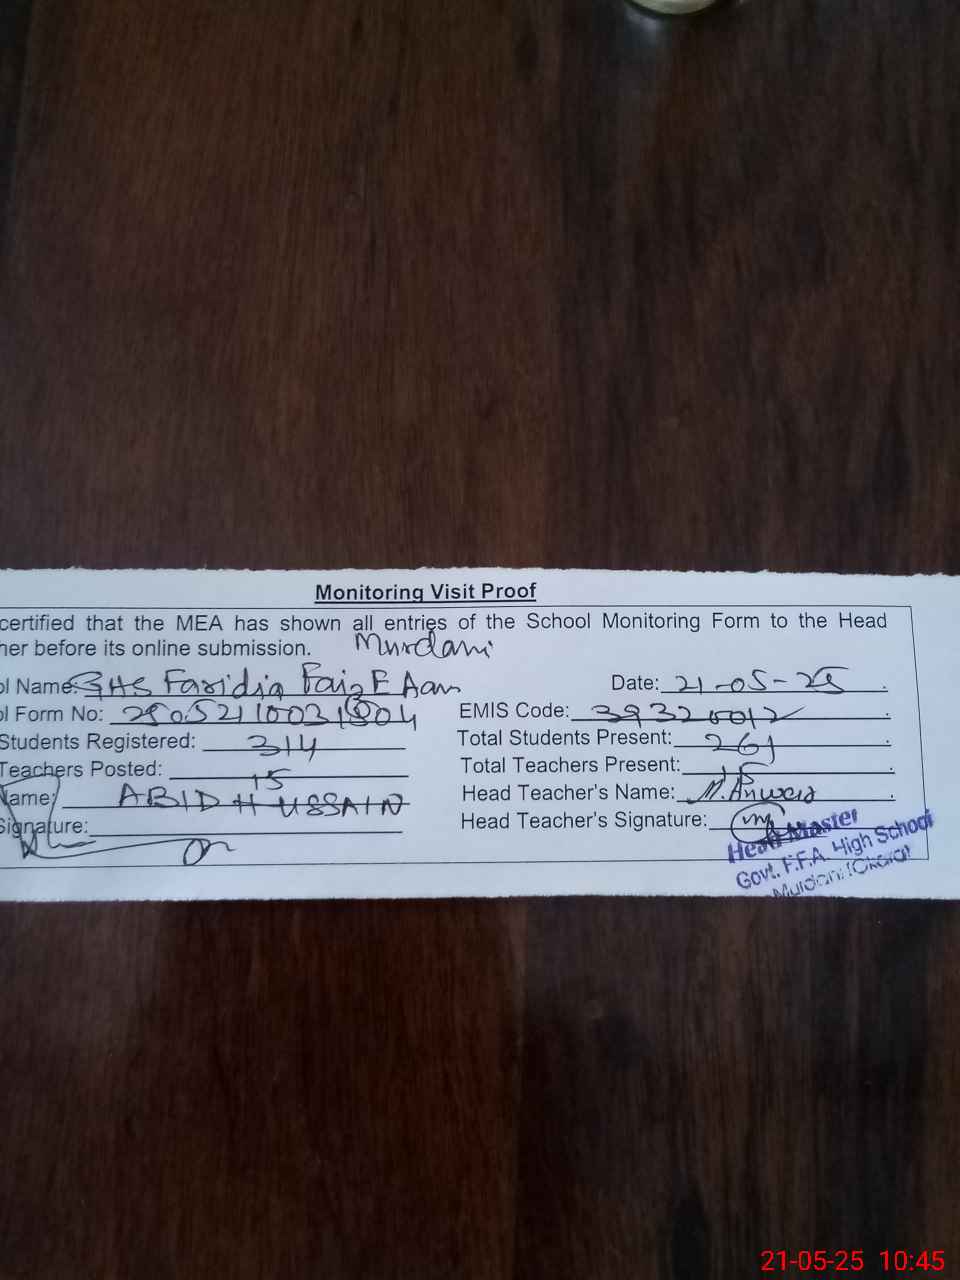 Monitoring Visit Proof
certified that the MEA has shown all entries of the School Monitoring Form to the Head
her before its online submission. Murdani
ol Name: GHS Faridia Faiz E Aam Date: 21-05-25
ol Form No: EMIS Code: 39320012
Students Registered: 314 Total Students Present: 261
Teachers Posted: 15 Total Teachers Present: 15
Name: ABID HUSSAIN Head Teacher's Name: M. Anwar
Signature: Head Teacher's Signature:
Head Master
Govt. F.F.A. High School
Murdani (Okara)
21-05-25 10:45